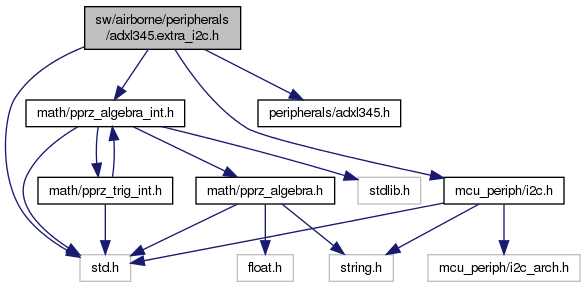 sw/airborne/peripherals
/adxl345.extra_i2c.h
math/pprz_algebra_int.h
peripherals/adxl345.h
math/pprz_trig_int.h
math/pprz_algebra.h
stdlib.h
mcu_periph/i2c.h
std.h
float.h
string.h
mcu_periph/i2c_arch.h